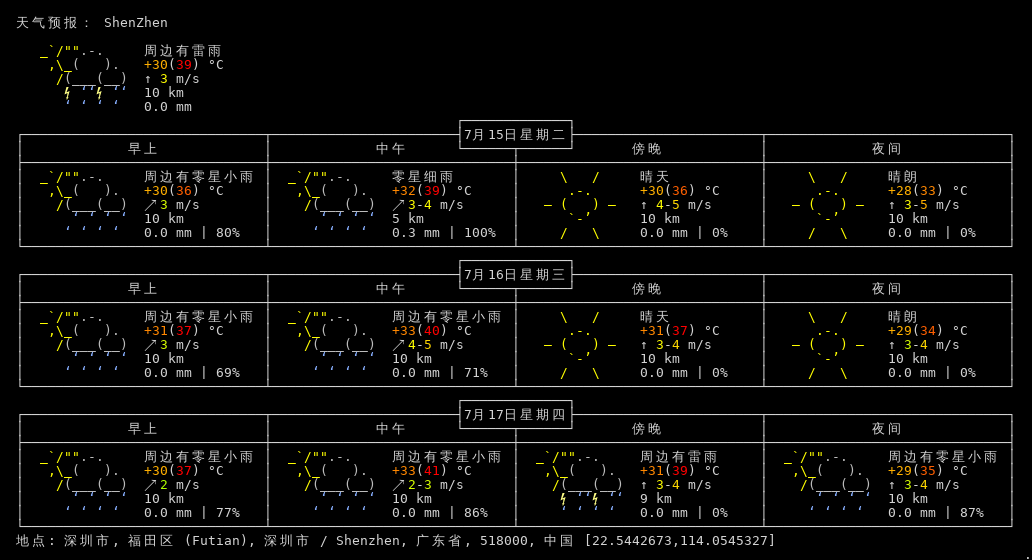 天气预报： ShenZhen
周边有雷雨
+30(39) °C
↑ 3 m/s
10 km
0.0 mm
7月15日星期二
早上 中午 傍晚 夜间
周边有零星小雨 零星细雨 晴天 晴朗
+30(36) °C +32(39) °C +30(36) °C +28(33) °C
↗ 3 m/s ↗ 3-4 m/s ↑ 4-5 m/s ↑ 3-5 m/s
10 km 5 km 10 km 10 km
0.0 mm | 80% 0.3 mm | 100% 0.0 mm | 0% 0.0 mm | 0%
7月16日星期三
早上 中午 傍晚 夜间
周边有零星小雨 周边有零星小雨 晴天 晴朗
+31(37) °C +33(40) °C +31(37) °C +29(34) °C
↗ 3 m/s ↗ 4-5 m/s ↑ 3-4 m/s ↑ 3-4 m/s
10 km 10 km 10 km 10 km
0.0 mm | 69% 0.0 mm | 71% 0.0 mm | 0% 0.0 mm | 0%
7月17日星期四
早上 中午 傍晚 夜间
周边有零星小雨 周边有零星小雨 周边有雷雨 周边有零星小雨
+30(37) °C +33(41) °C +31(39) °C +29(35) °C
↗ 2 m/s ↗ 2-3 m/s ↑ 3-4 m/s ↑ 3-4 m/s
10 km 10 km 9 km 10 km
0.0 mm | 77% 0.0 mm | 86% 0.0 mm | 0% 0.0 mm | 87%
地点: 深圳市, 福田区 (Futian), 深圳市 / Shenzhen, 广东省, 518000, 中国 [22.5442673,114.0545327]